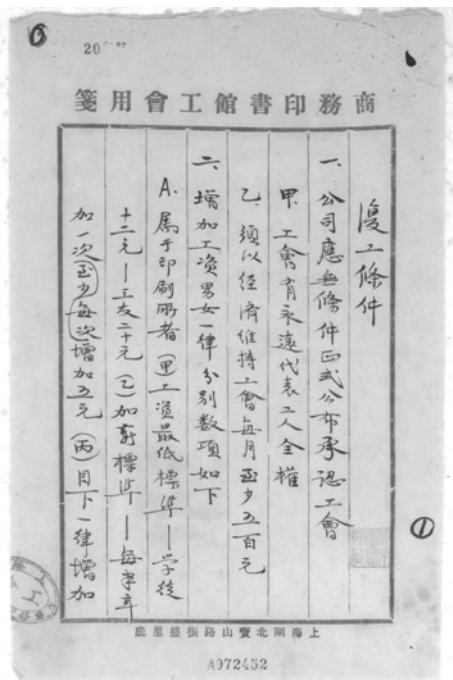 商務印書館工會用箋
復工條件
一、公司應無條件正式公布承認工會
甲、工會有永遠代表工人全權
乙、須以經濟維持工會每月至少五百元
二、增加工資男女一律分別數項如下
A.屬于印刷所者(甲)工資最低標準—学徒
十二元—工友二十元(乙)加薪標準—每年
加一次至少每次增加五元(丙)目下一律增加
上海閘北寶山路振盛里底
A972452
20
①